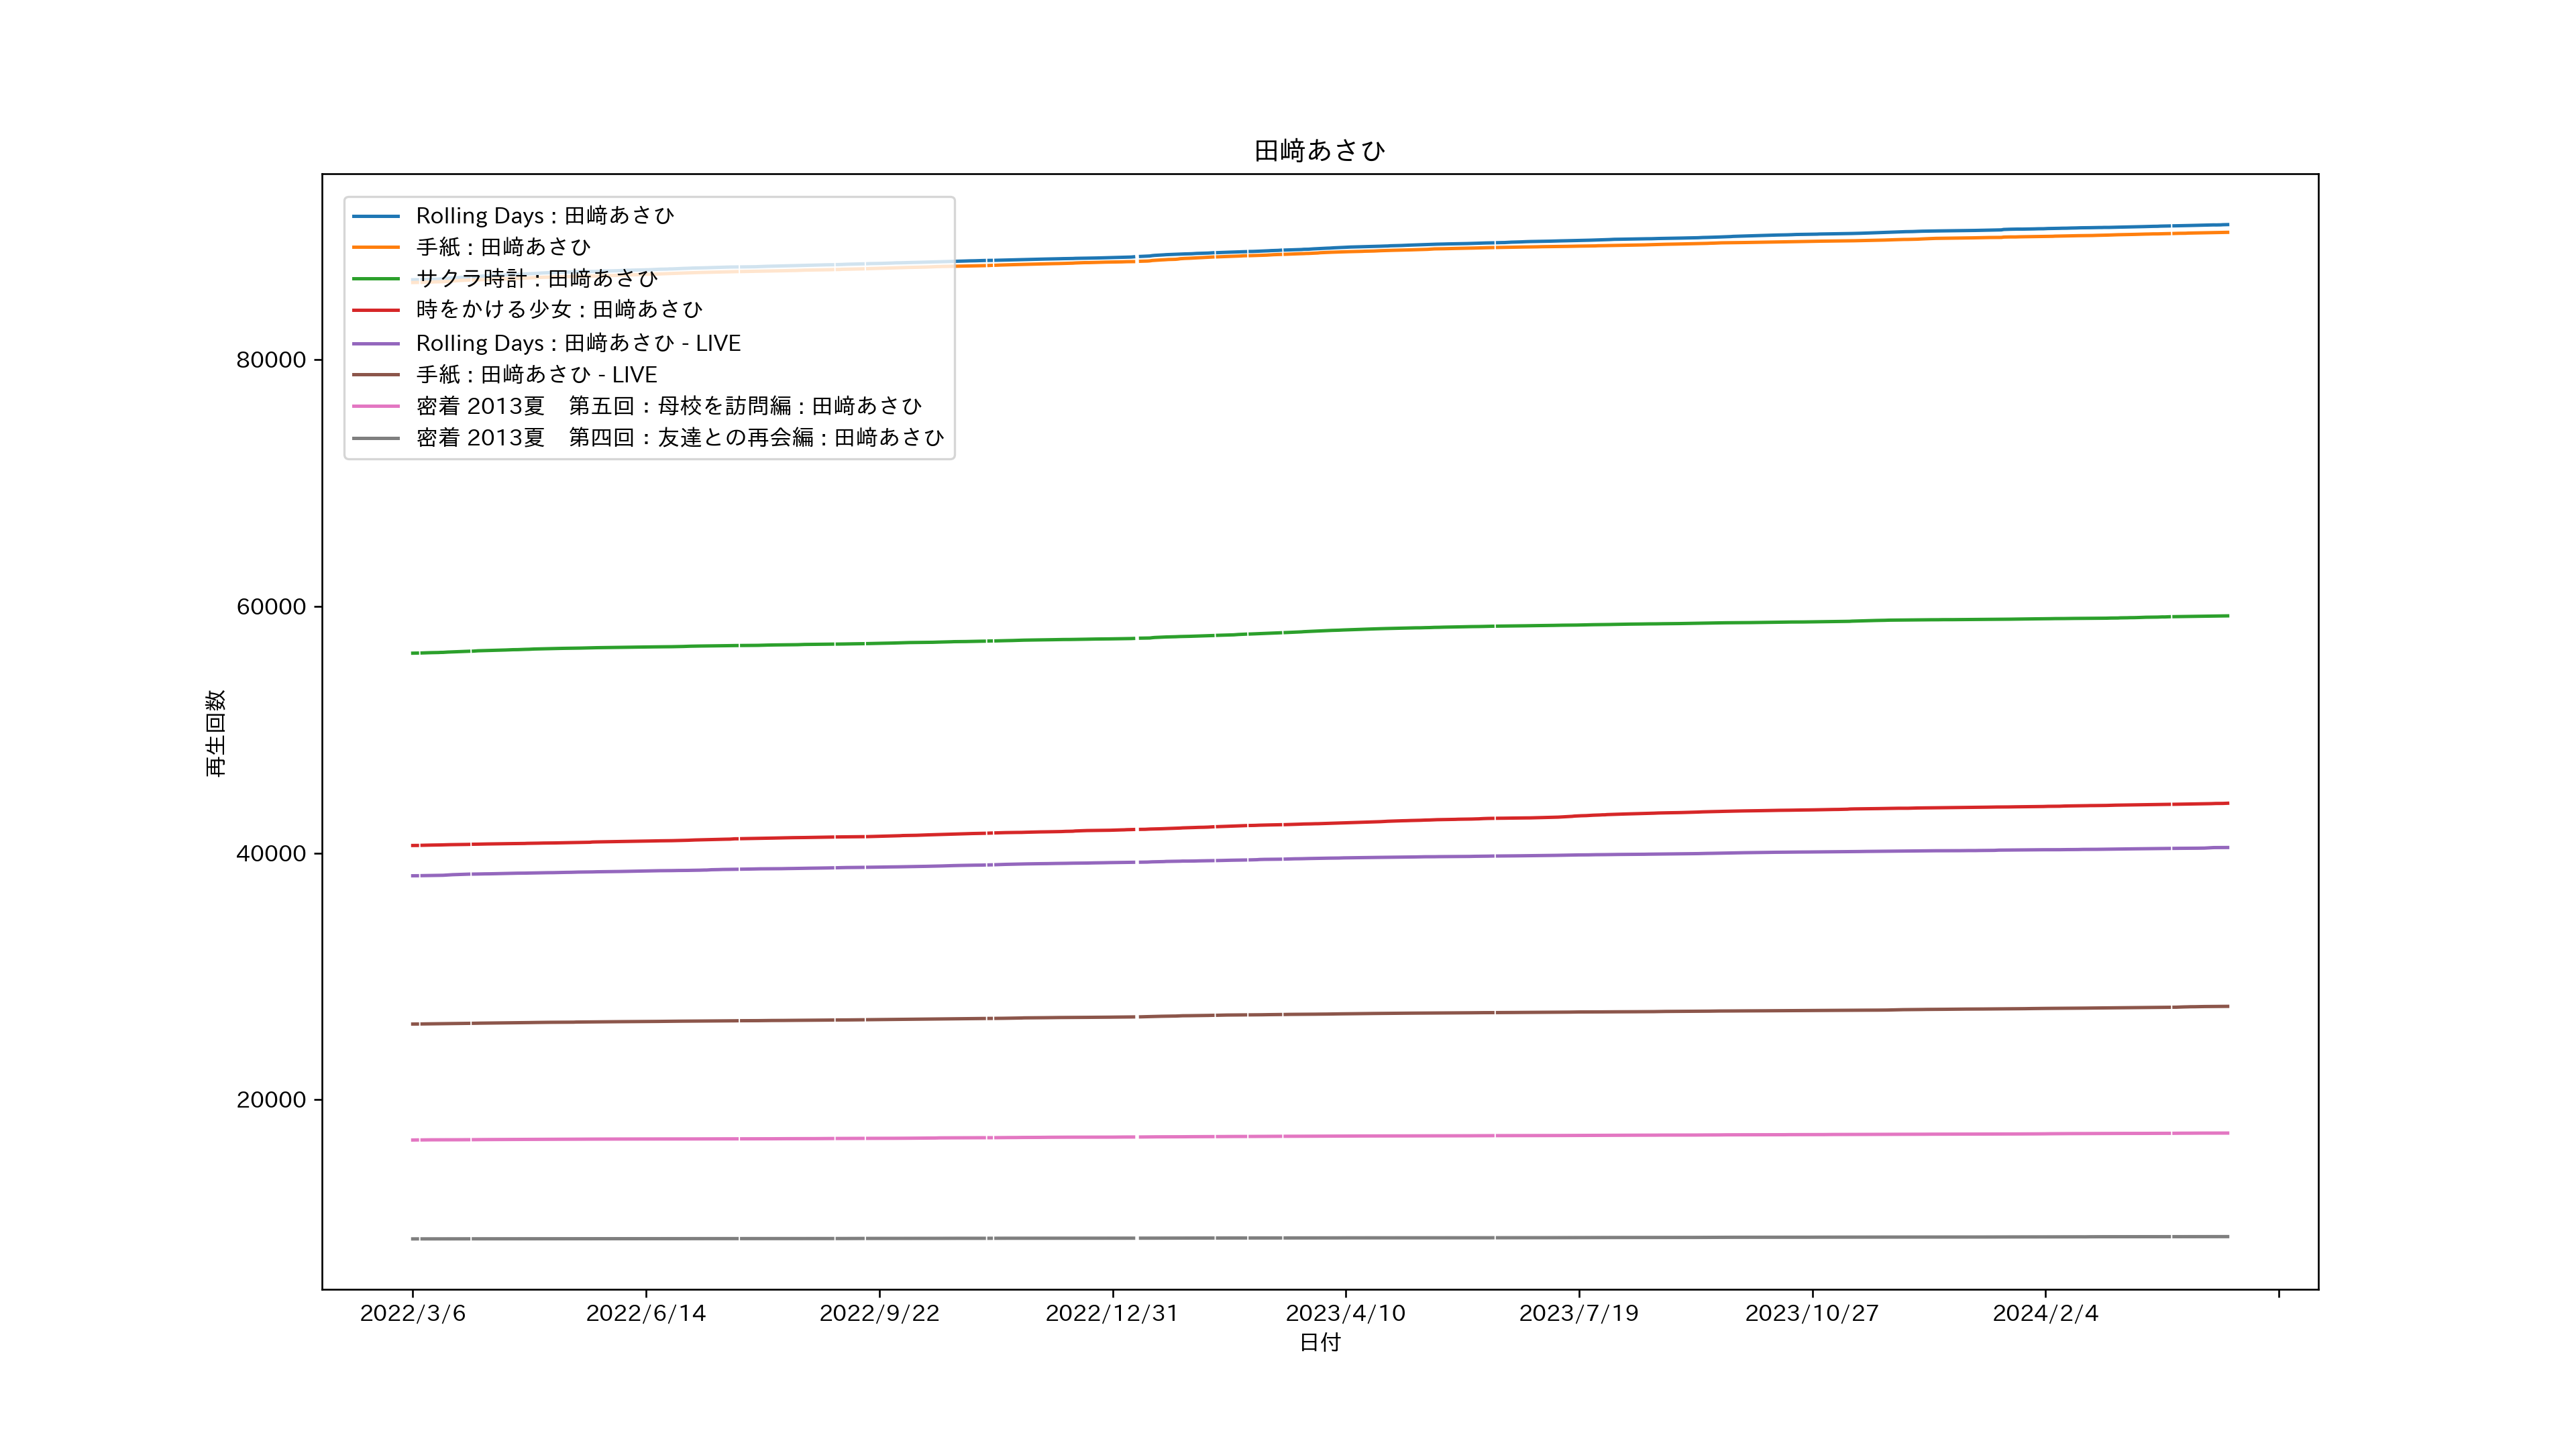 田﨑あさひ
Rolling Days : 田﨑あさひ
手紙 : 田﨑あさひ
サクラ時計 : 田﨑あさひ
時をかける少女 : 田﨑あさひ
Rolling Days : 田﨑あさひ - LIVE
手紙 : 田﨑あさひ - LIVE
密着 2013夏　第五回：母校を訪問編 : 田﨑あさひ
密着 2013夏　第四回：友達との再会編 : 田﨑あさひ
80000
60000
40000
20000
再生回数
2022/3/6 2022/6/14 2022/9/22 2022/12/31 2023/4/10 2023/7/19 2023/10/27 2024/2/4
日付